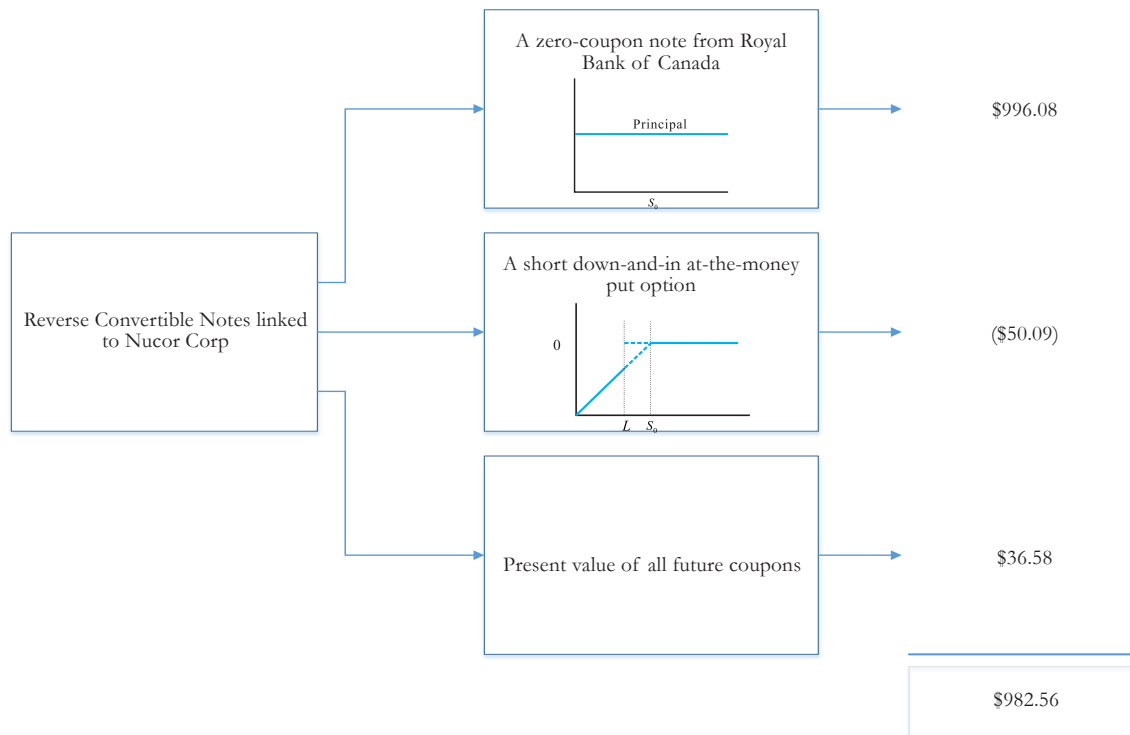 A zero-coupon note from Royal
Bank of Canada
Principal
S₀
$996.08
Reverse Convertible Notes linked
to Nucor Corp
A short down-and-in at-the-money
put option
0
L S₀
($50.09)
Present value of all future coupons
$36.58
$982.56